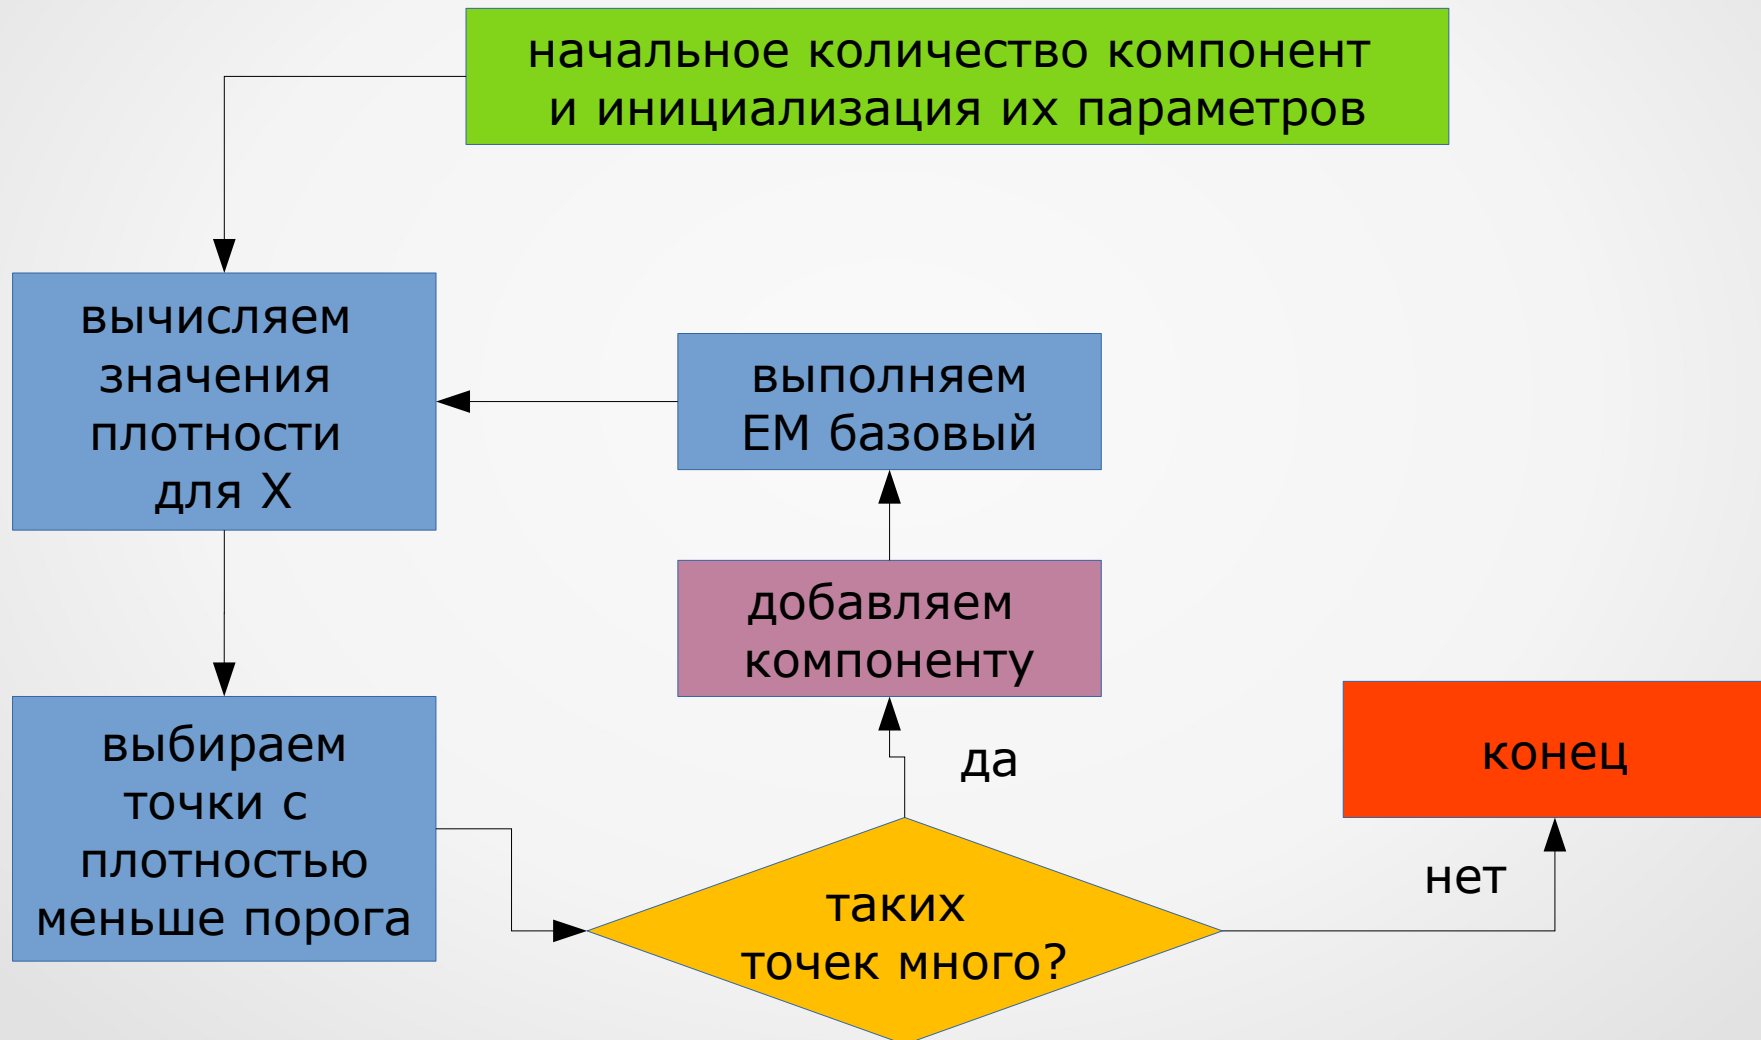 начальное количество компонент
и инициализация их параметров
вычисляем
значения
плотности
для X
выполняем
EM базовый
добавляем
компоненту
выбираем
точки с
плотностью
меньше порога
да
конец
нет
таких
точек много?